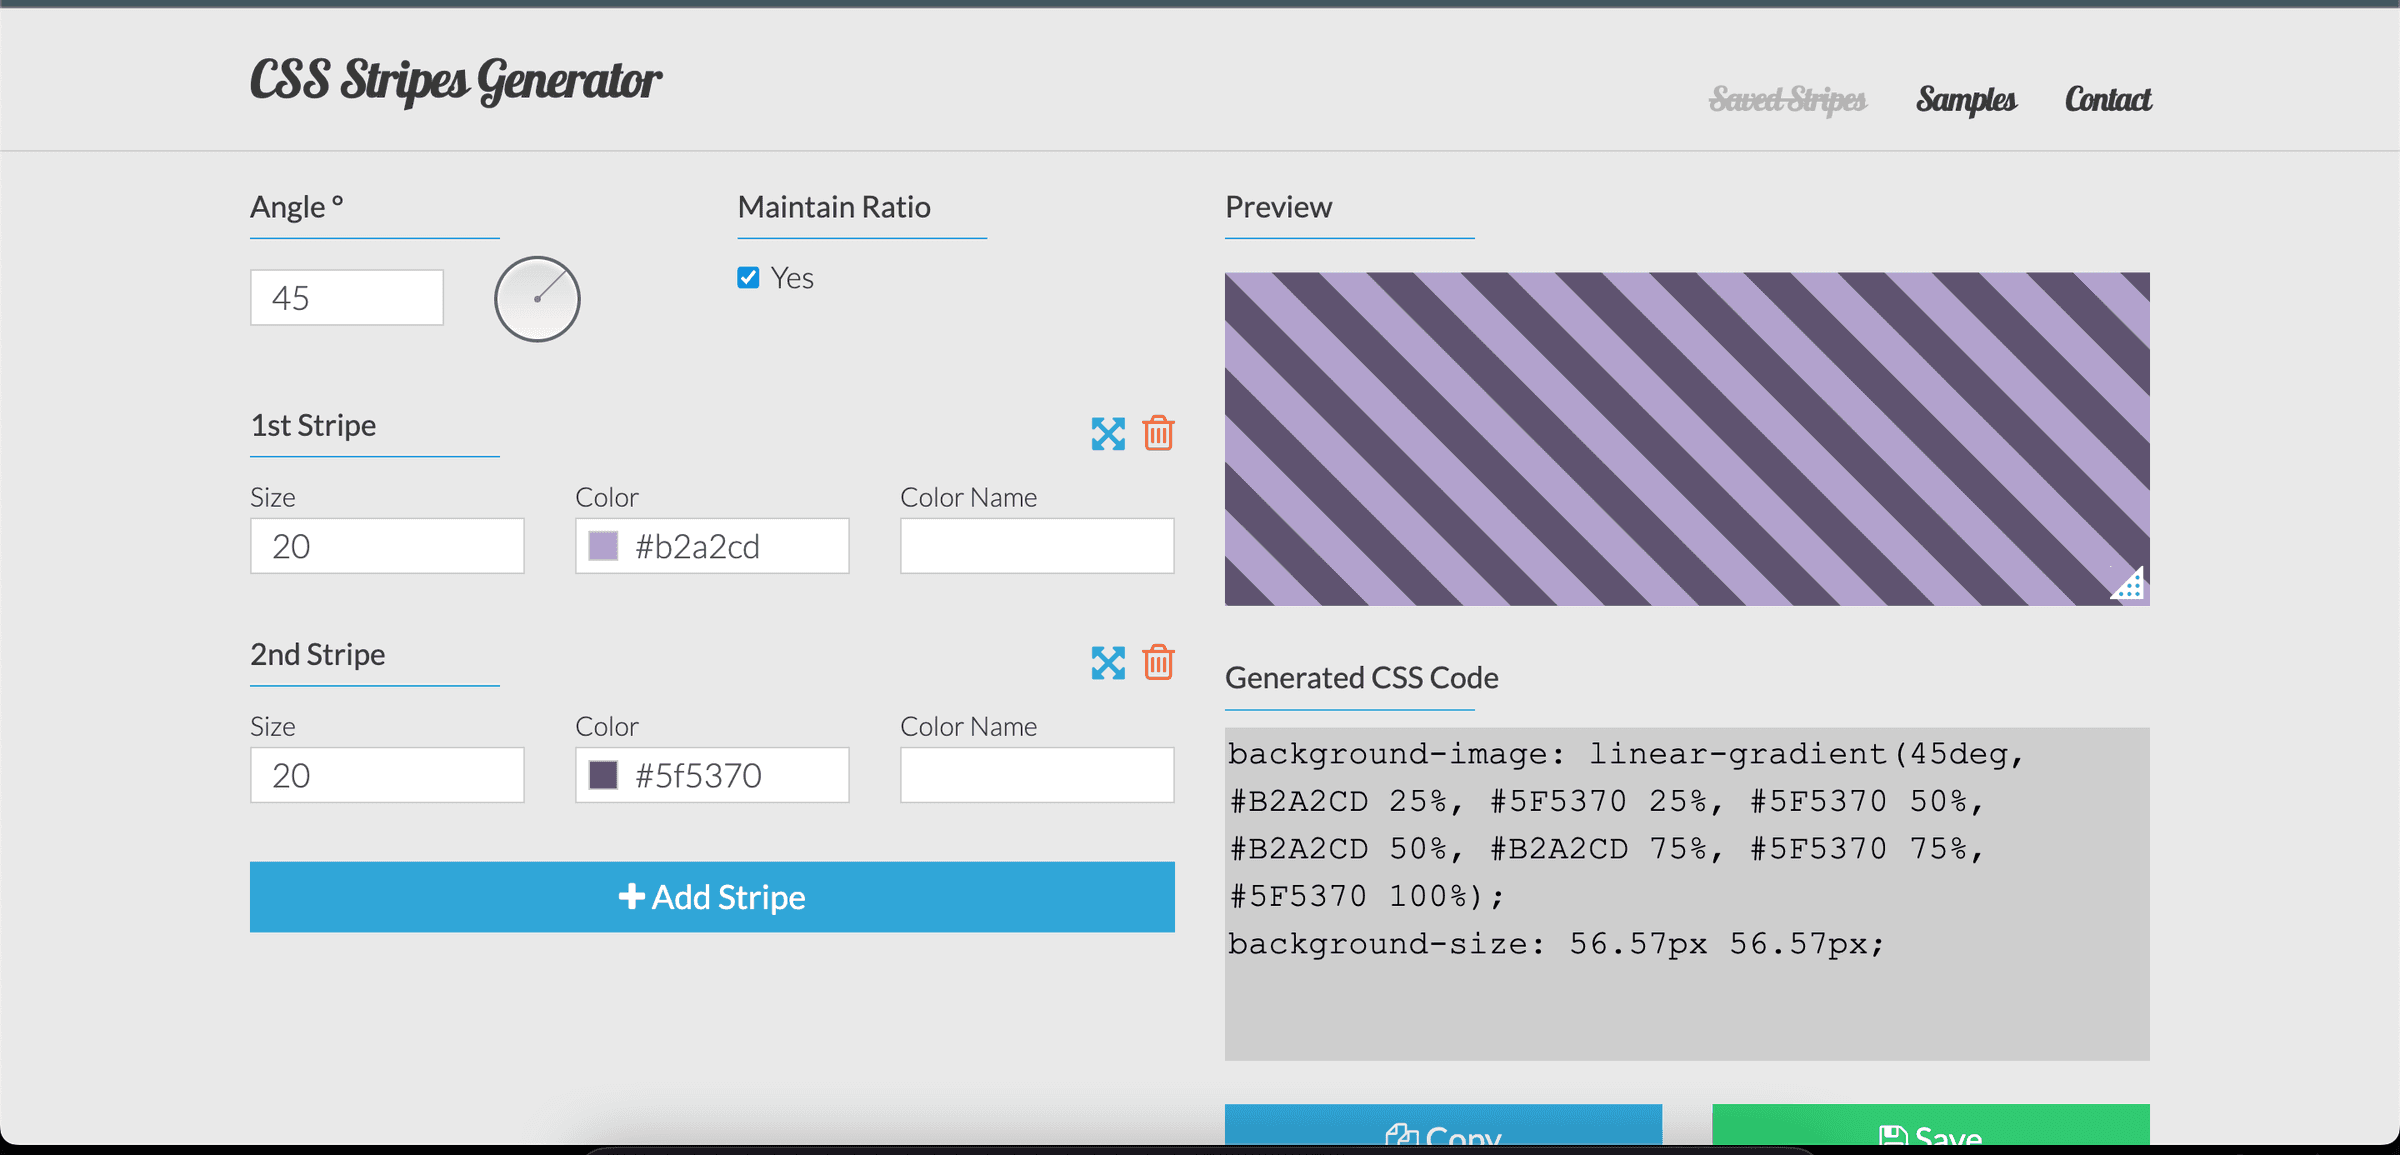 CSS Stripes Generator
Saved Stripes Samples Contact
Angle °
45
Maintain Ratio
Yes
1st Stripe
Size Color Color Name
20 #b2a2cd
2nd Stripe
Size Color Color Name
20 #5f5370
Add Stripe
Preview
Generated CSS Code
background-image: linear-gradient(45deg,
#B2A2CD 25%, #5F5370 25%, #5F5370 50%,
#B2A2CD 50%, #B2A2CD 75%, #5F5370 75%,
#5F5370 100%);
background-size: 56.57px 56.57px;
Copy Save